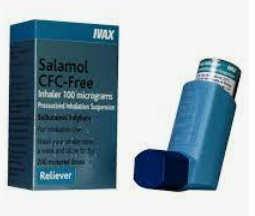 IVAX
Salamol
CFC-Free
Inhaler 100 micrograms
Pressurised Inhalation Suspension
Salbutamol Sulphate
For inhalation use
200 metered doses
Reliever